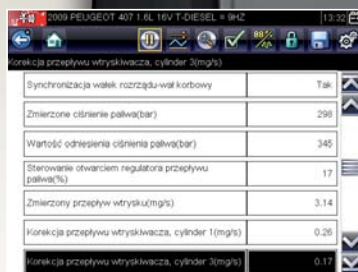 2009 PEUGEOT 407 1.6L 16V T-DIESEL = 9HZ 13:32
88%
Korekcja przepływu wtryskiwacza, cylinder 3(mg/s)
Synchronizacja wałek rozrządu-wał korbowy Tak
Zmierzone ciśnienie paliwa(bar) 298
Wartość odniesienia ciśnienia paliwa(bar) 345
Sterowanie otwarciem regulatora przepływu
paliwa(%) 17
Zmierzony przepływ wtrysku(mg/s) 3.14
Korekcja przepływu wtryskiwacza, cylinder 1(mg/s) 0.26
Korekcja przepływu wtryskiwacza, cylinder 3(mg/s) 0.17